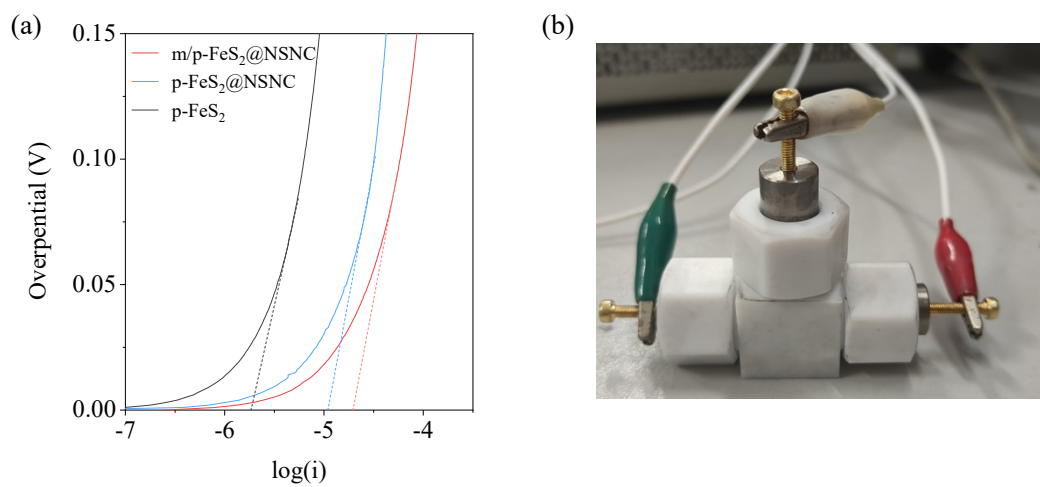 (a)
(b)
0.15
0.10
0.05
0.00
Overpential (V)
m/p-FeS₂@NSNC
p-FeS₂@NSNC
p-FeS₂
-7
-6
-5
-4
log(i)